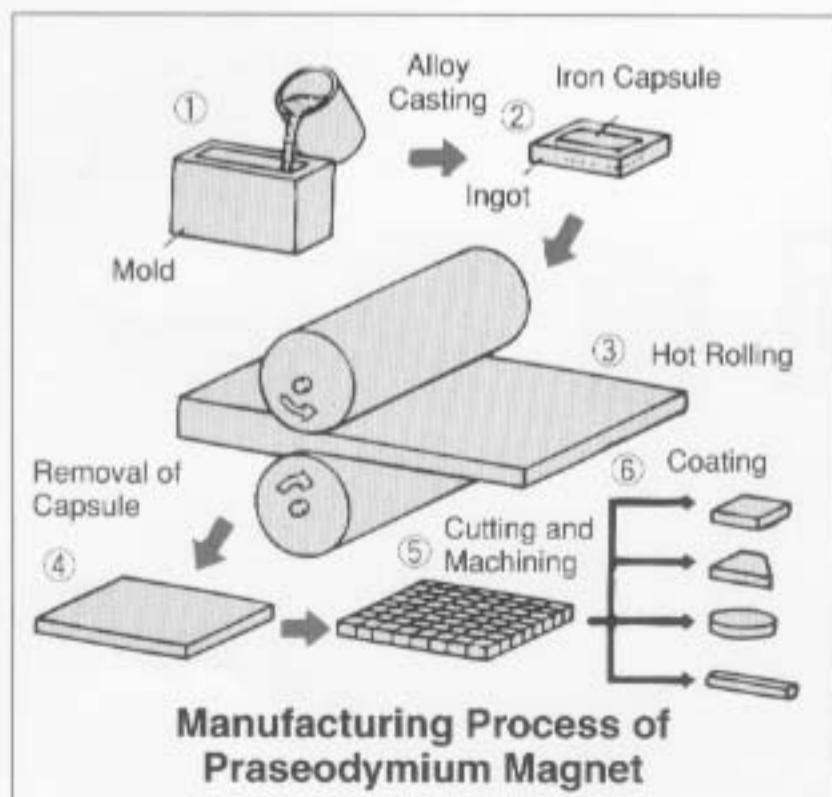 ①
Mold
Alloy
Casting
②
Iron Capsule
Ingot
③ Hot Rolling
Removal of
Capsule
④
⑤ Cutting and
Machining
⑥ Coating
Manufacturing Process of
Praseodymium Magnet